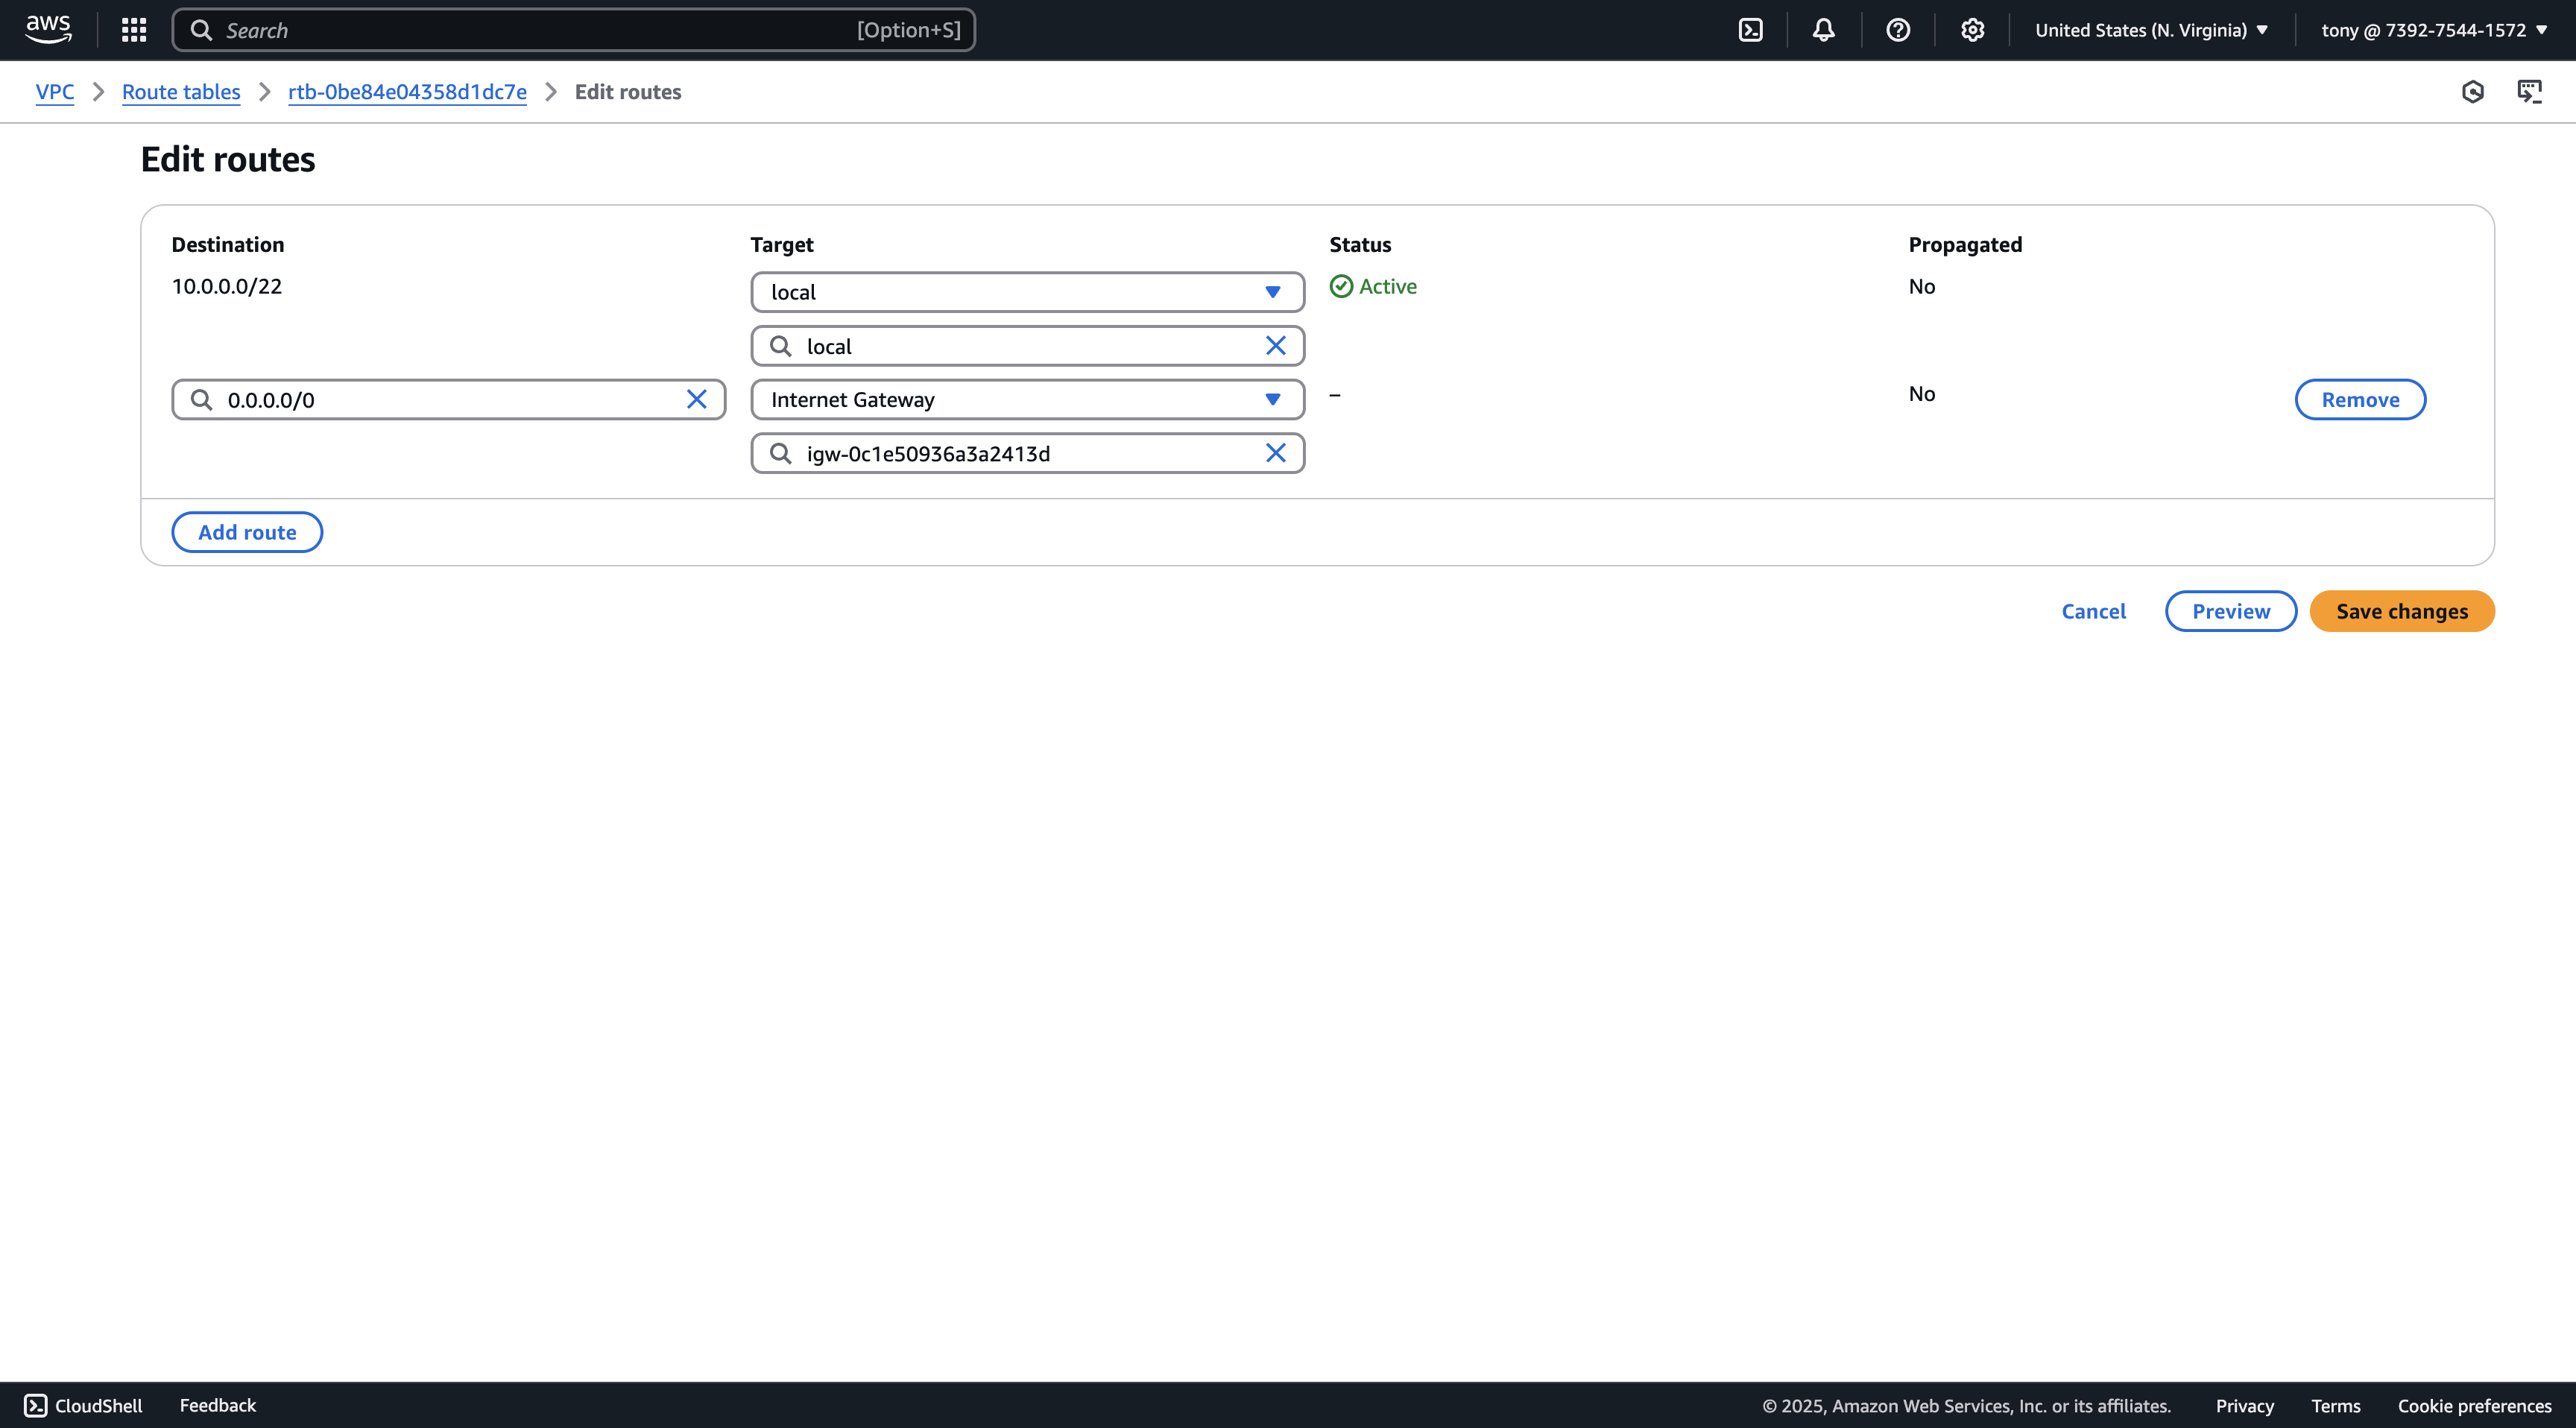 aws
Search [Option+S]
United States (N. Virginia)
tony @ 7392-7544-1572
VPC > Route tables > rtb-0be84e04358d1dc7e > Edit routes
Edit routes
Destination Target Status Propagated
10.0.0.0/22 local Active No
local
0.0.0.0/0 Internet Gateway – No Remove
igw-0c1e50936a3a2413d
Add route
Cancel Preview Save changes
CloudShell Feedback © 2025, Amazon Web Services, Inc. or its affiliates. Privacy Terms Cookie preferences